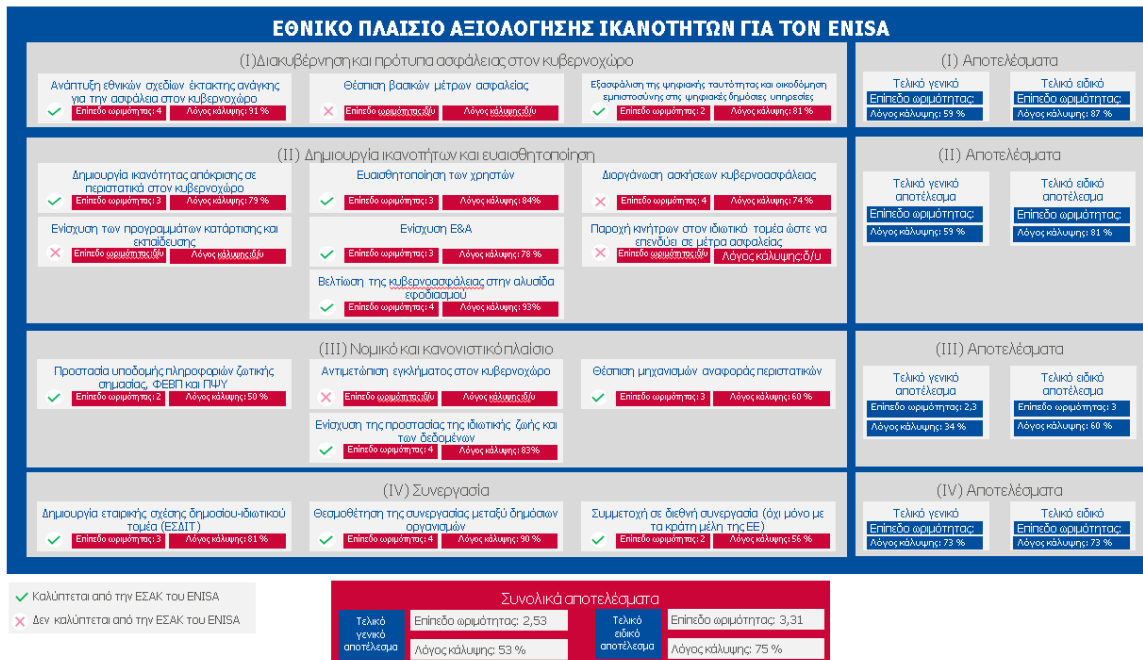 ΕΘΝΙΚΟ ΠΛΑΙΣΙΟ ΑΞΙΟΛΟΓΗΣΗΣ ΙΚΑΝΟΤΗΤΩΝ ΓΙΑ ΤΟΝ ENISA
(I)Διακυβέρνηση και πρότυπα ασφάλειας στον κυβερνοχώρο
Ανάπτυξη εθνικών σχεδίων έκτακτης ανάγκης
για την ασφάλεια στον κυβερνοχώρο
Επίπεδο ωριμότητας: 4 Λόγος κάλυψης: 91 %
Θέσπιση βασικών μέτρων ασφαλείας
Επίπεδο ωριμότητας:δ/υ Λόγος κάλυψης:δ/υ
Εξασφάλιση της ψηφιακής ταυτότητας και οικοδόμηση
εμπιστοσύνης στις ψηφιακές δημόσιες υπηρεσίες
Επίπεδο ωριμότητας: 2 Λόγος κάλυψης: 81 %
(I) Αποτελέσματα
Τελικό γενικό
Επίπεδο ωριμότητας:
Λόγος κάλυψης: 59 %
Τελικό ειδικό
Επίπεδο ωριμότητας:
Λόγος κάλυψης: 87 %
(II) Δημιουργία ικανοτήτων και ευαισθητοποίηση
Δημιουργία ικανότητας απόκρισης σε
περιστατικά στον κυβερνοχώρο
Επίπεδο ωριμότητας: 3 Λόγος κάλυψης: 79 %
Ευαισθητοποίηση των χρηστών
Επίπεδο ωριμότητας: 3 Λόγος κάλυψης: 84%
Διοργάνωση ασκήσεων κυβερνοασφάλειας
Επίπεδο ωριμότητας: 4 Λόγος κάλυψης: 74 %
Ενίσχυση των προγραμμάτων κατάρτισης και
εκπαίδευσης
Επίπεδο ωριμότητας:δ/υ Λόγος κάλυψης:δ/υ
Ενίσχυση Ε&Α
Επίπεδο ωριμότητας: 3 Λόγος κάλυψης: 78 %
Παροχή κινήτρων στον ιδιωτικό τομέα ώστε να
επενδύει σε μέτρα ασφαλείας
Επίπεδο ωριμότητας:δ/υ Λόγος κάλυψης:δ/υ
Βελτίωση της κυβερνοασφάλειας στην αλυσίδα
εφοδιασμού
Επίπεδο ωριμότητας: 4 Λόγος κάλυψης: 93%
(II) Αποτελέσματα
Τελικό γενικό
αποτέλεσμα
Επίπεδο ωριμότητας:
Λόγος κάλυψης: 59 %
Τελικό ειδικό
αποτέλεσμα
Επίπεδο ωριμότητας:
Λόγος κάλυψης: 81 %
(III) Νομικό και κανονιστικό πλαίσιο
Προστασία υποδομής πληροφοριών ζωτικής
σημασίας, ΦΕΒΠ και ΠΨΥ
Επίπεδο ωριμότητας: 2 Λόγος κάλυψης: 50 %
Αντιμετώπιση εγκλήματος στον κυβερνοχώρο
Επίπεδο ωριμότητας:δ/υ Λόγος κάλυψης:δ/υ
Θέσπιση μηχανισμών αναφοράς περιστατικών
Επίπεδο ωριμότητας: 3 Λόγος κάλυψης: 60 %
Ενίσχυση της προστασίας της ιδιωτικής ζωής και
των δεδομένων
Επίπεδο ωριμότητας: 4 Λόγος κάλυψης: 83%
(III) Αποτελέσματα
Τελικό γενικό
αποτέλεσμα
Επίπεδο ωριμότητας: 2,3
Λόγος κάλυψης: 34 %
Τελικό ειδικό
αποτέλεσμα
Επίπεδο ωριμότητας: 3
Λόγος κάλυψης: 60 %
(IV) Συνεργασία
Δημιουργία εταιρικής σχέσης δημοσίου-ιδιωτικού
τομέα (ΕΣΔΙΤ)
Επίπεδο ωριμότητας: 3 Λόγος κάλυψης: 81 %
Θεσμοθέτηση της συνεργασίας μεταξύ δημόσιων
οργανισμών
Επίπεδο ωριμότητας: 4 Λόγος κάλυψης: 90 %
Συμμετοχή σε διεθνή συνεργασία (όχι μόνο με
τα κράτη μέλη της ΕΕ)
Επίπεδο ωριμότητας: 2 Λόγος κάλυψης: 56 %
(IV) Αποτελέσματα
Τελικό γενικό
Επίπεδο ωριμότητας:
Λόγος κάλυψης: 73 %
Τελικό ειδικό
Επίπεδο ωριμότητας:
Λόγος κάλυψης: 73 %
Καλύπτεται από την ΕΣΑΚ του ENISA
Δεν καλύπτεται από την ΕΣΑΚ του ENISA
Συνολικά αποτελέσματα
Τελικό
γενικό
αποτέλεσμα
Επίπεδο ωριμότητας: 2,53
Λόγος κάλυψης: 53 %
Τελικό
ειδικό
αποτέλεσμα
Επίπεδο ωριμότητας: 3,31
Λόγος κάλυψης: 75 %